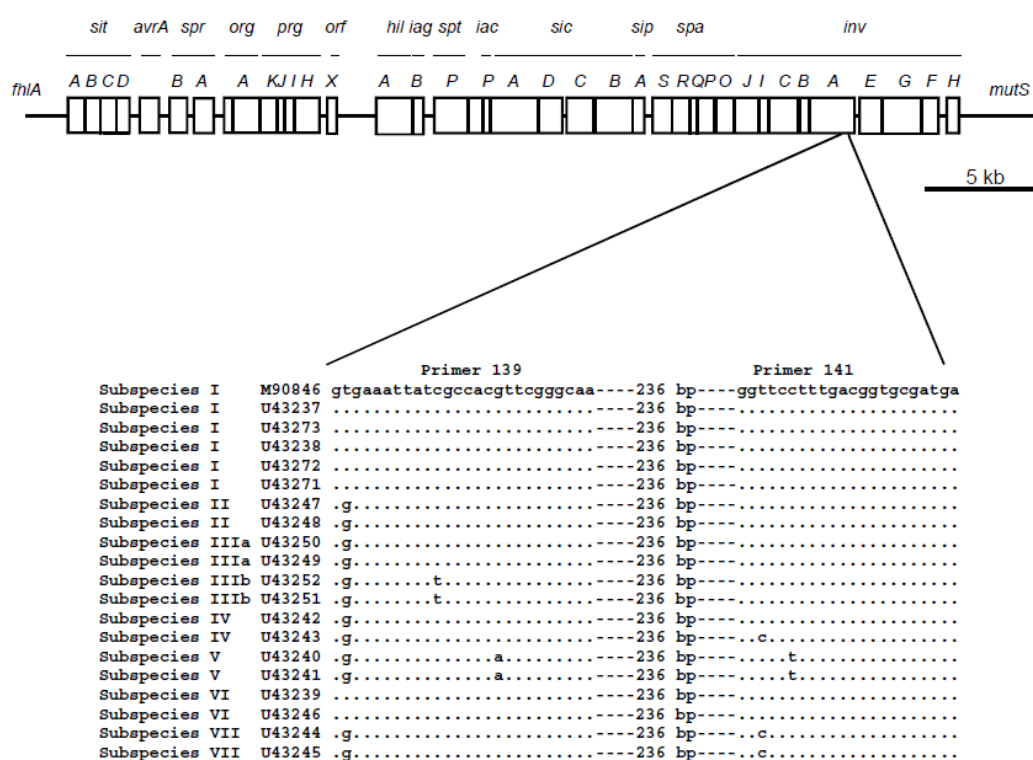 sit avrA spr org prg orf hil iag spt iac sic sip spa inv
A B C D B A A K J I H X A B P P A D C B A S R Q P O J I C B A E G F H
fhlA mutS
5 kb
Primer 139 Primer 141
Subspecies I M90846 gtgaaattatcgccacgttcgggcaa----236 bp----ggttcctttgacggtgcgatga
Subspecies I U43237 ..........................----236 bp----......................
Subspecies I U43273 ..........................----236 bp----......................
Subspecies I U43238 ..........................----236 bp----......................
Subspecies I U43272 ..........................----236 bp----......................
Subspecies I U43271 ..........................----236 bp----......................
Subspecies II U43247 .g........................----236 bp----......................
Subspecies II U43248 .g........................----236 bp----......................
Subspecies IIIa U43250 .g........................----236 bp----......................
Subspecies IIIa U43249 .g........................----236 bp----......................
Subspecies IIIb U43252 .g........t...............----236 bp----......................
Subspecies IIIb U43251 .g........t...............----236 bp----......................
Subspecies IV U43242 .g........................----236 bp----......................
Subspecies IV U43243 .g........................----236 bp----..c...................
Subspecies V U43240 .g..............a.........----236 bp----.....t................
Subspecies V U43241 .g..............a.........----236 bp----.....t................
Subspecies VI U43239 ..........................----236 bp----......................
Subspecies VI U43246 ..........................----236 bp----......................
Subspecies VII U43244 .g........................----236 bp----..c...................
Subspecies VII U43245 .g........................----236 bp----..c...................